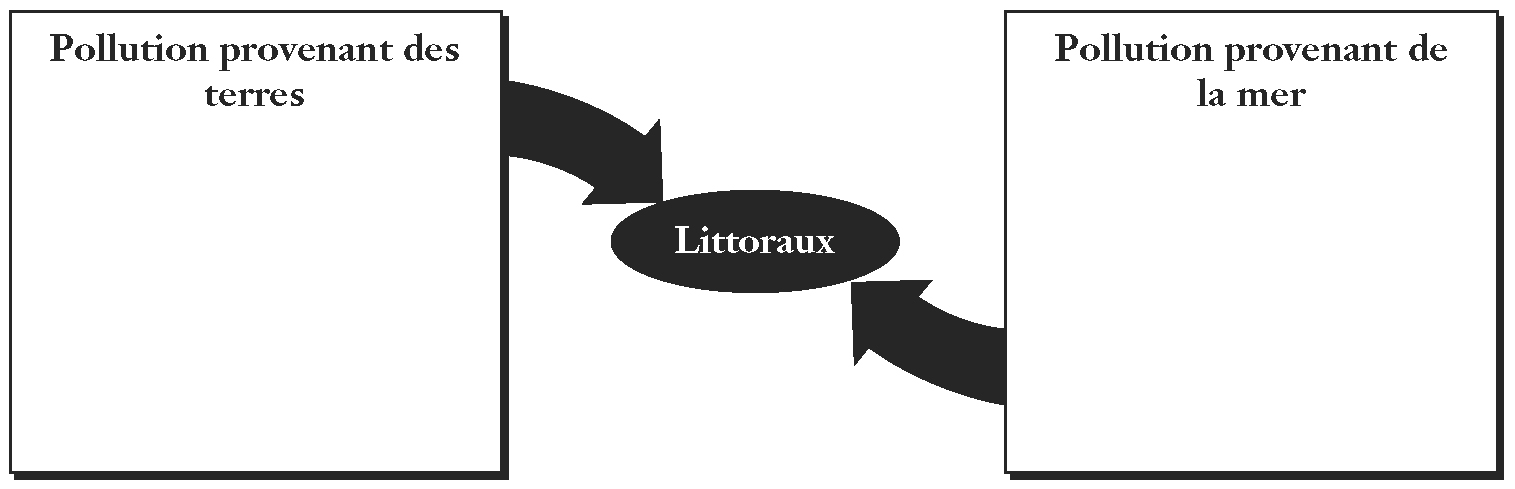 Pollution provenant des
terres
Littoraux
Pollution provenant de
la mer